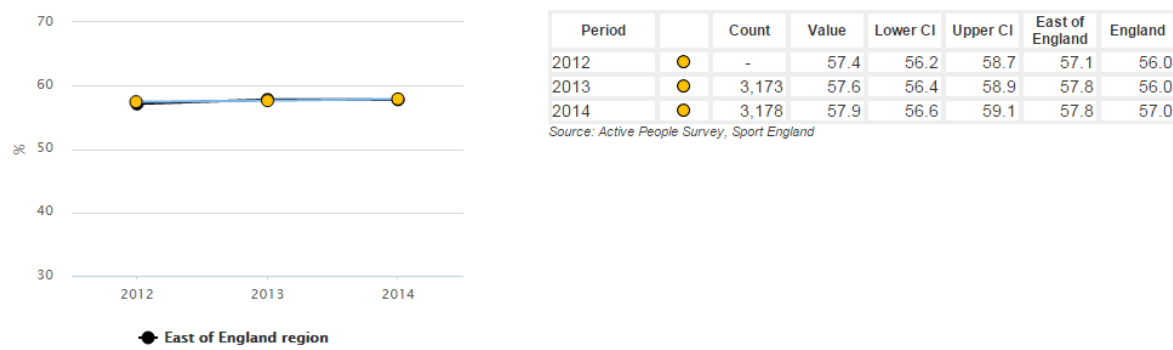 70
60
50
40
30
%
2012 2013 2014
East of England region
Period Count Value Lower CI Upper CI East of England England
2012 - 57.4 56.2 58.7 57.1 56.0
2013 3,173 57.6 56.4 58.9 57.8 56.0
2014 3,178 57.9 56.6 59.1 57.8 57.0
Source: Active People Survey, Sport England